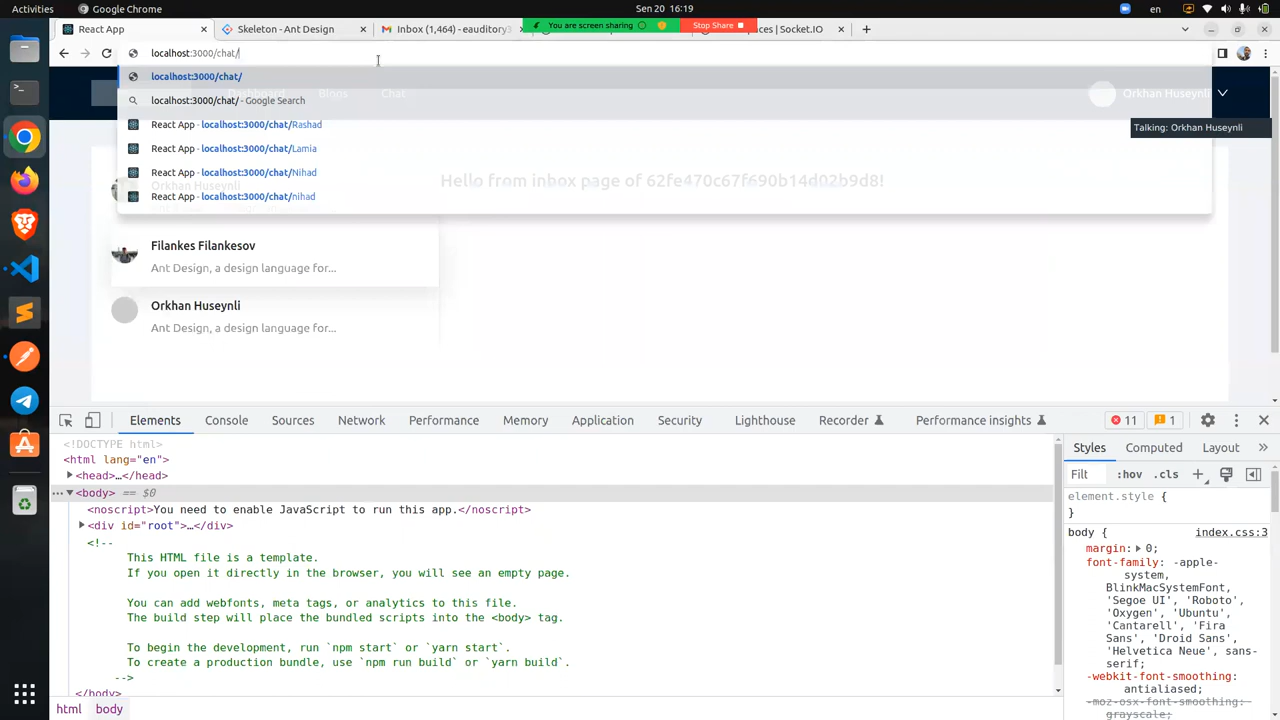 Activities
Google Chrome
Sen 20 16:19
en
React App
Skeleton - Ant Design
Inbox (1,464) - eauditory3
You are screen sharing
Stop Share
Socket.IO
localhost:3000/chat/
localhost:3000/chat/
localhost:3000/chat/ - Google Search
React App - localhost:3000/chat/Rashad
React App - localhost:3000/chat/Lamia
React App - localhost:3000/chat/Nihad
React App - localhost:3000/chat/nihad
Dashboard
Blogs
Chat
Orkhan Huseynli
Talking: Orkhan Huseynli
Orkhan Huseynli
Hello from inbox page of 62fe470c67f690b14d02b9d8!
Filankes Filankesov
Ant Design, a design language for...
Orkhan Huseynli
Ant Design, a design language for...
Elements
Console
Sources
Network
Performance
Memory
Application
Security
Lighthouse
Recorder
Performance insights
11
1
<!DOCTYPE html>
<html lang="en">
<head>…</head>
<body> == $0
<noscript>You need to enable JavaScript to run this app.</noscript>
<div id="root">…</div>
<!--
This HTML file is a template.
If you open it directly in the browser, you will see an empty page.
You can add webfonts, meta tags, or analytics to this file.
The build step will place the bundled scripts into the <body> tag.
To begin the development, run `npm start` or `yarn start`.
To create a production bundle, use `npm run build` or `yarn build`.
-->
</body>
html body
Styles
Computed
Layout
Filt
:hov .cls
element.style {
}
body { index.css:3
margin: 0;
font-family: -apple-
system,
BlinkMacSystemFont,
'Segoe UI', 'Roboto',
'Oxygen', 'Ubuntu',
'Cantarell', 'Fira
Sans', 'Droid Sans',
'Helvetica Neue', sans-
serif;
-webkit-font-smoothing:
antialiased;
-moz-osx-font-smoothing:
grayscale;